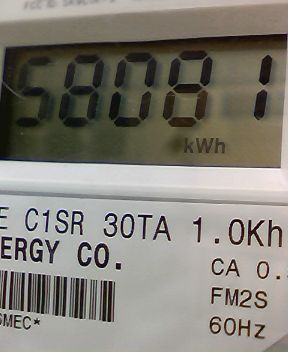 58081
kWh
E C1SR 30TA 1.0Kh
ERGY CO.
CA 0.
FM2S
60Hz
SMEC*